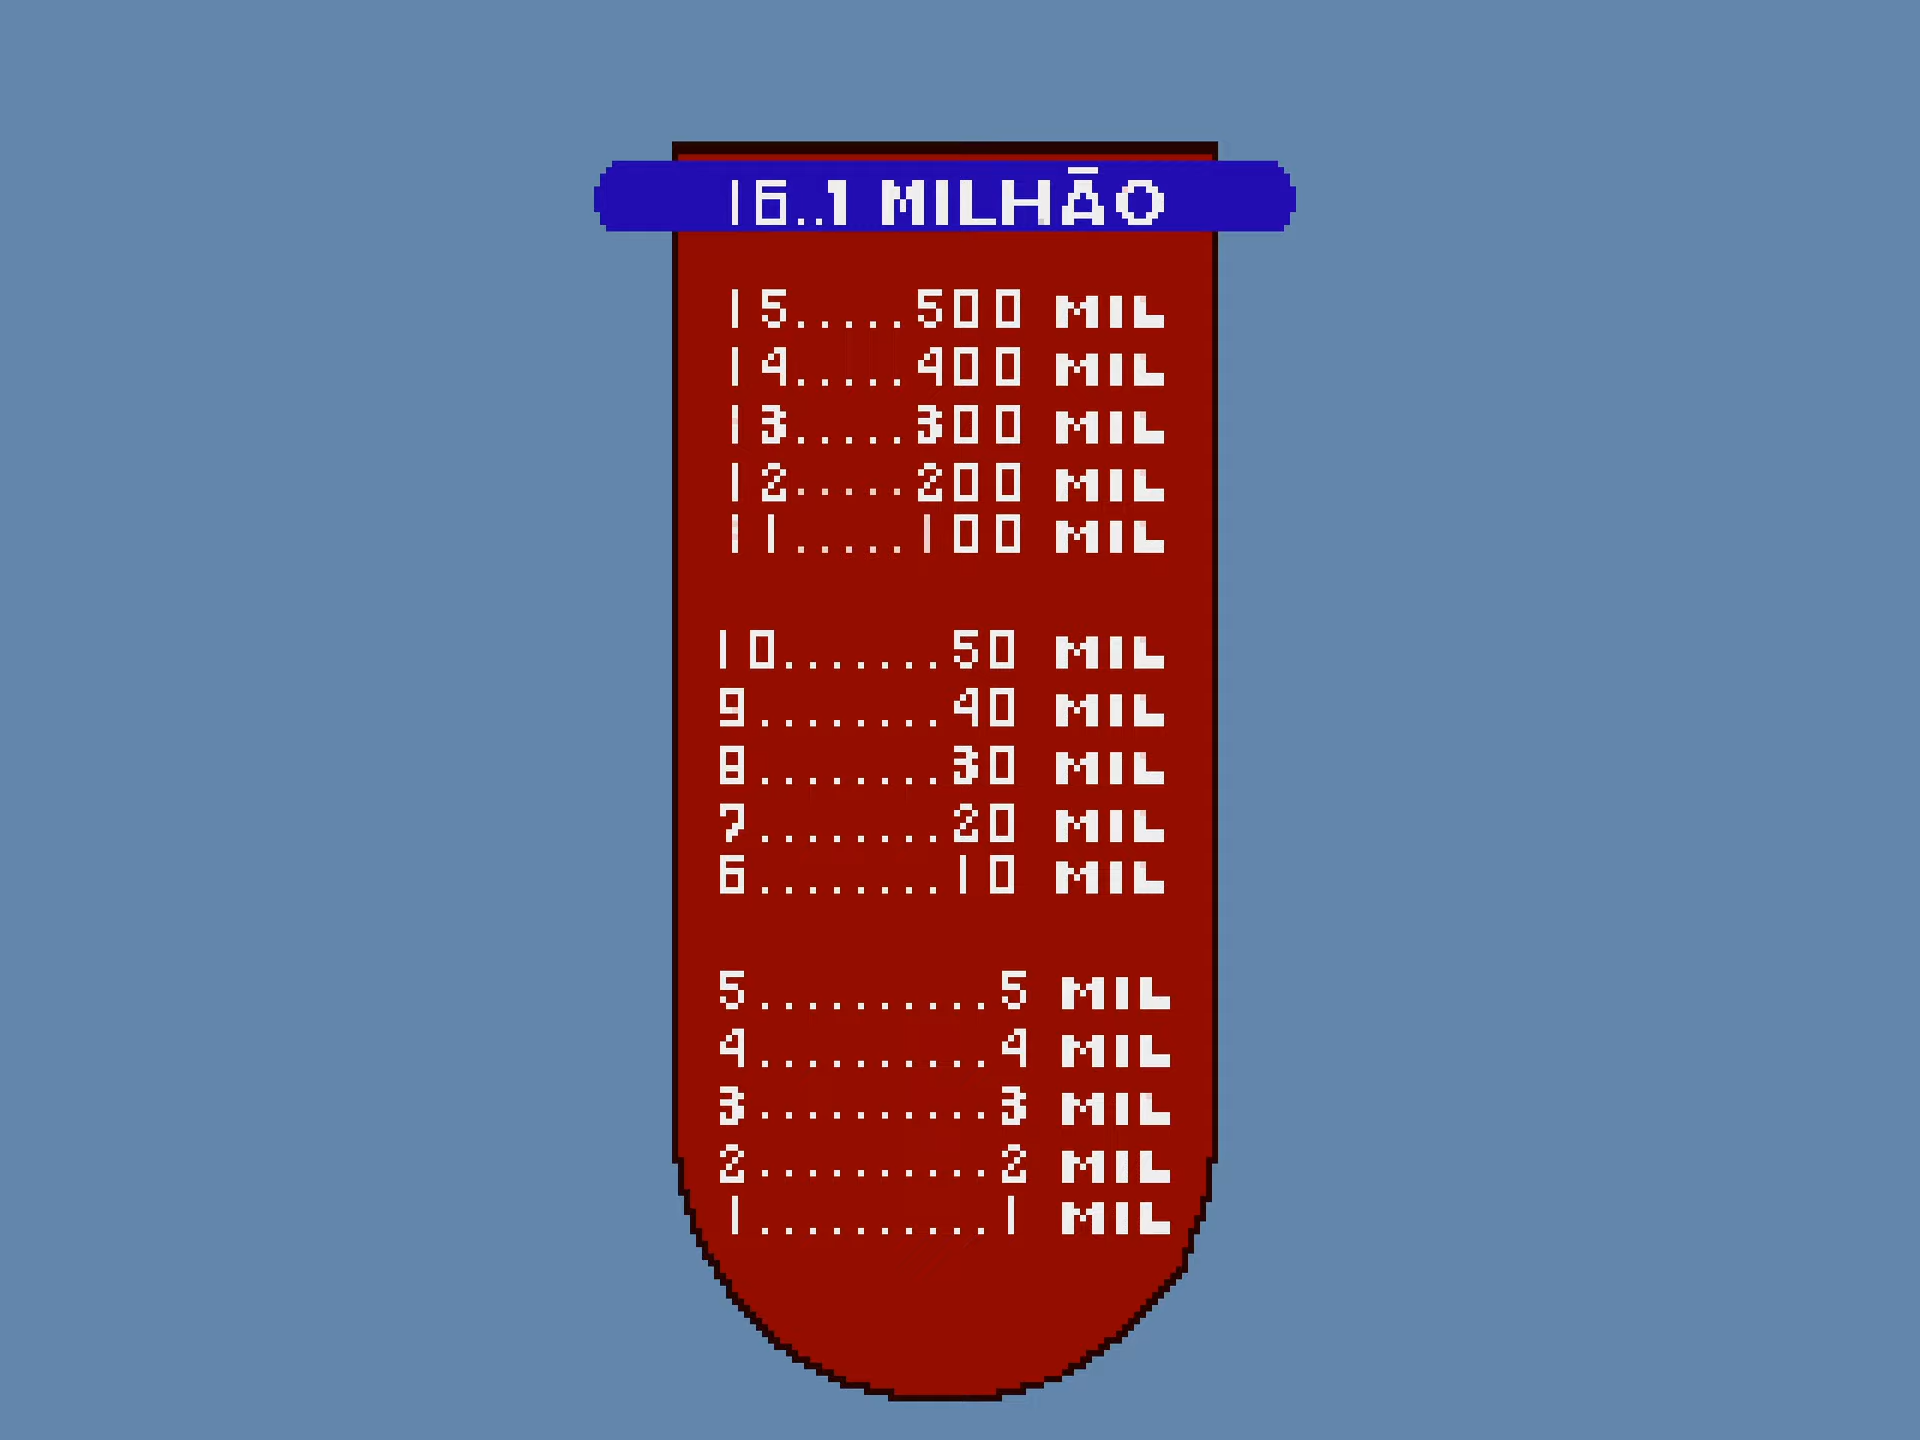 16..1 MILHÃO
15.....500 MIL
14.....400 MIL
13.....300 MIL
12.....200 MIL
11.....100 MIL
10.......50 MIL
9........40 MIL
8........30 MIL
7........20 MIL
6........10 MIL
5..........5 MIL
4..........4 MIL
3..........3 MIL
2..........2 MIL
1..........1 MIL